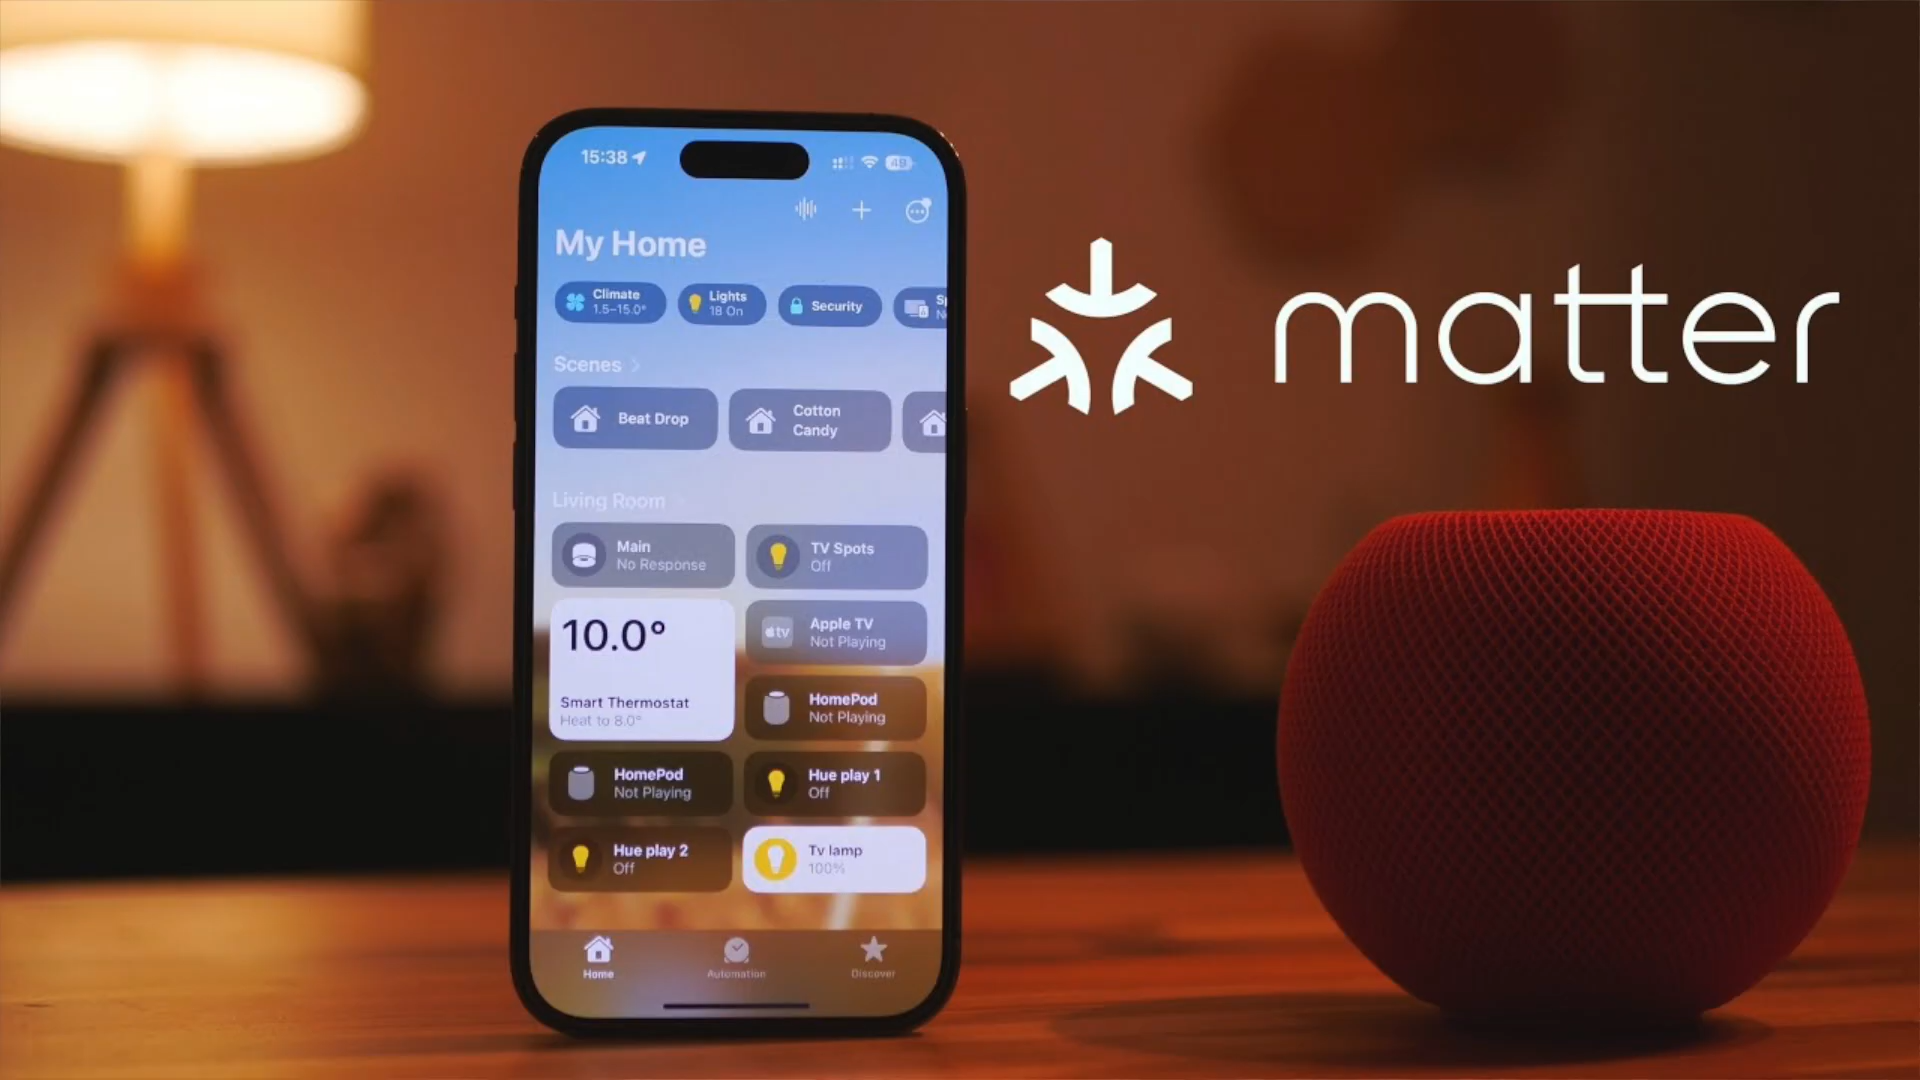 15:38
49
My Home
Climate
1.5–15.0°
Lights
18 On
Security
Scenes
Beat Drop
Cotton
Candy
Living Room
Main
No Response
TV Spots
Off
10.0°
Smart Thermostat
Heat to 8.0°
tv
Apple TV
Not Playing
HomePod
Not Playing
HomePod
Not Playing
Hue play 1
Off
Hue play 2
Off
Tv lamp
100%
Home
Automation
Discover
matter